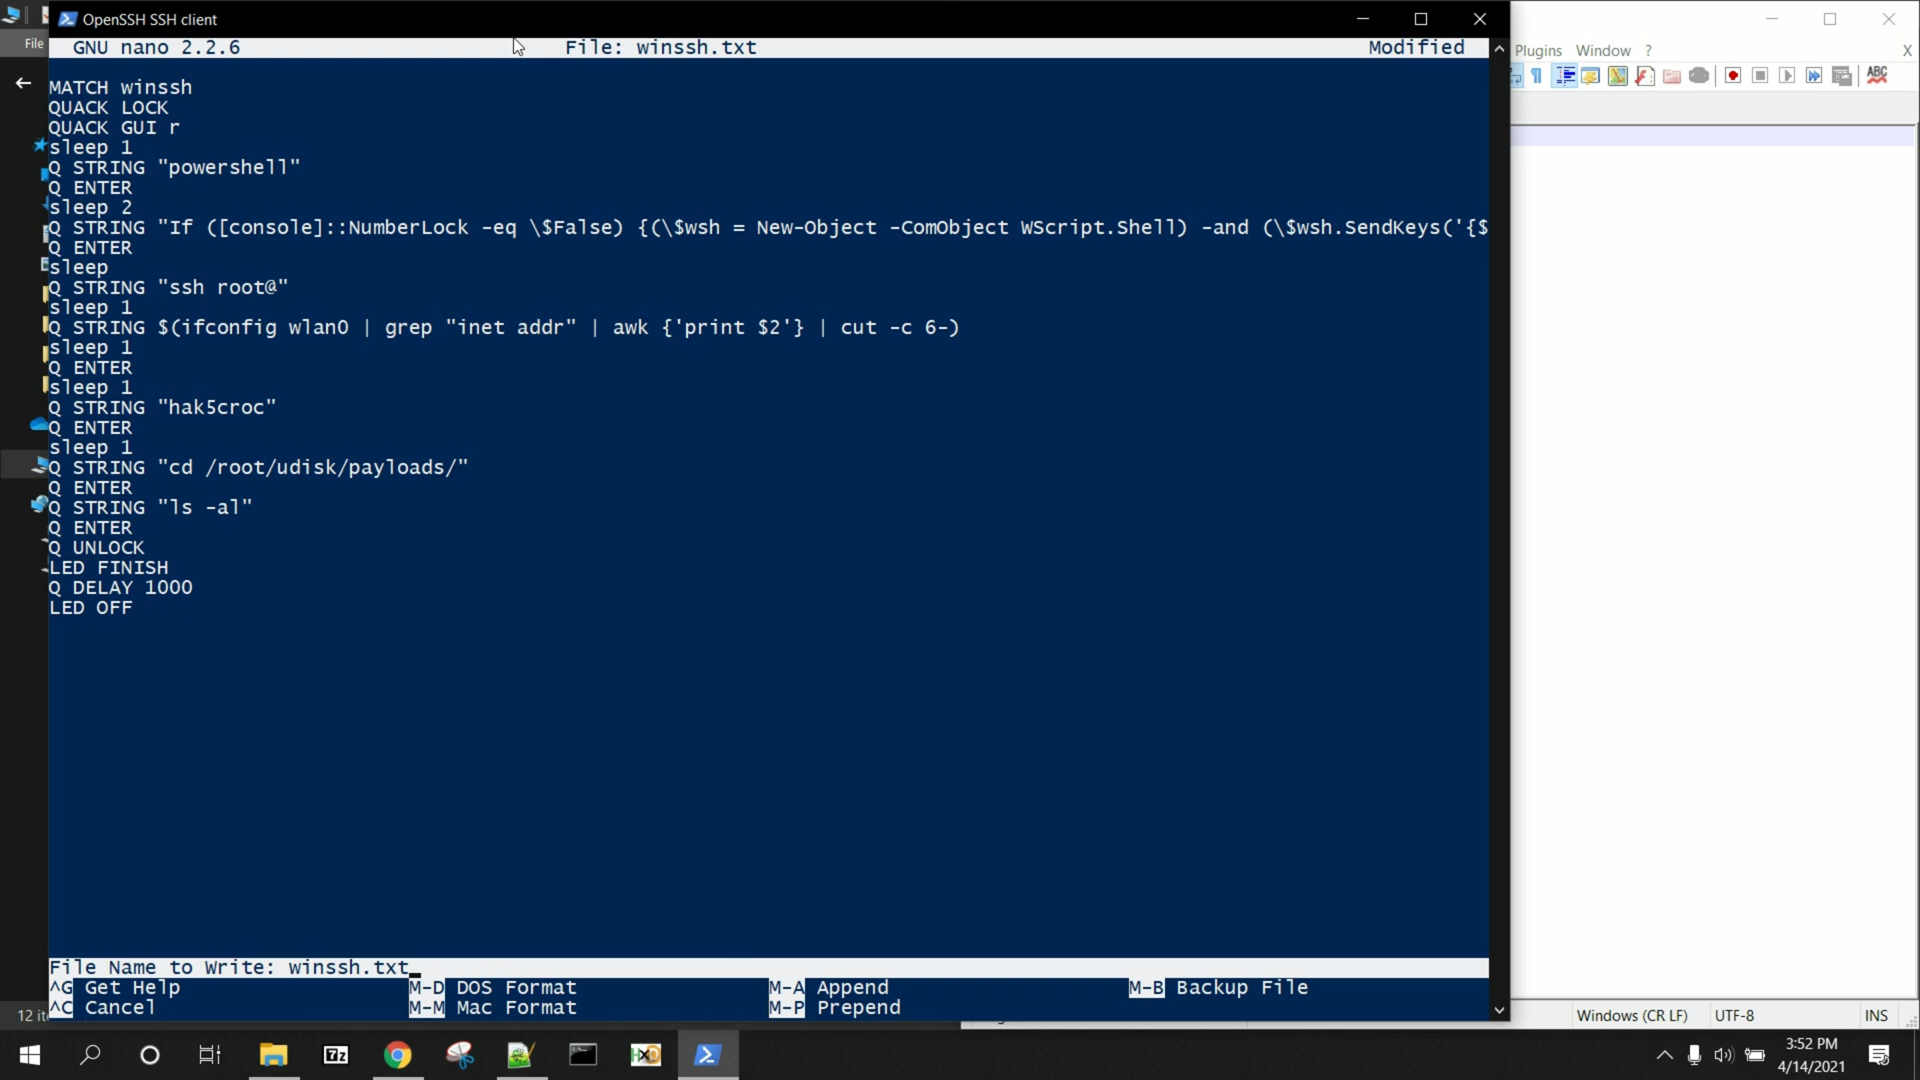 OpenSSH SSH client
File
GNU nano 2.2.6 File: winssh.txt Modified
Plugins Window ? X
MATCH winssh
QUACK LOCK
QUACK GUI r
sleep 1
Q STRING "powershell"
Q ENTER
sleep 2
Q STRING "If ([console]::NumberLock -eq \$False) {(\$wsh = New-Object -ComObject WScript.Shell) -and (\$wsh.SendKeys('{$
Q ENTER
sleep
Q STRING "ssh root@"
sleep 1
Q STRING $(ifconfig wlan0 | grep "inet addr" | awk {'print $2'} | cut -c 6-)
sleep 1
Q ENTER
sleep 1
Q STRING "hak5croc"
Q ENTER
sleep 1
Q STRING "cd /root/udisk/payloads/"
Q ENTER
Q STRING "ls -al"
Q ENTER
Q UNLOCK
LED FINISH
Q DELAY 1000
LED OFF
File Name to Write: winssh.txt
^G Get Help M-D DOS Format M-A Append M-B Backup File
^C Cancel M-M Mac Format M-P Prepend
12 Windows (CR LF) UTF-8 INS
ABC
7z
HXD
3:52 PM
4/14/2021